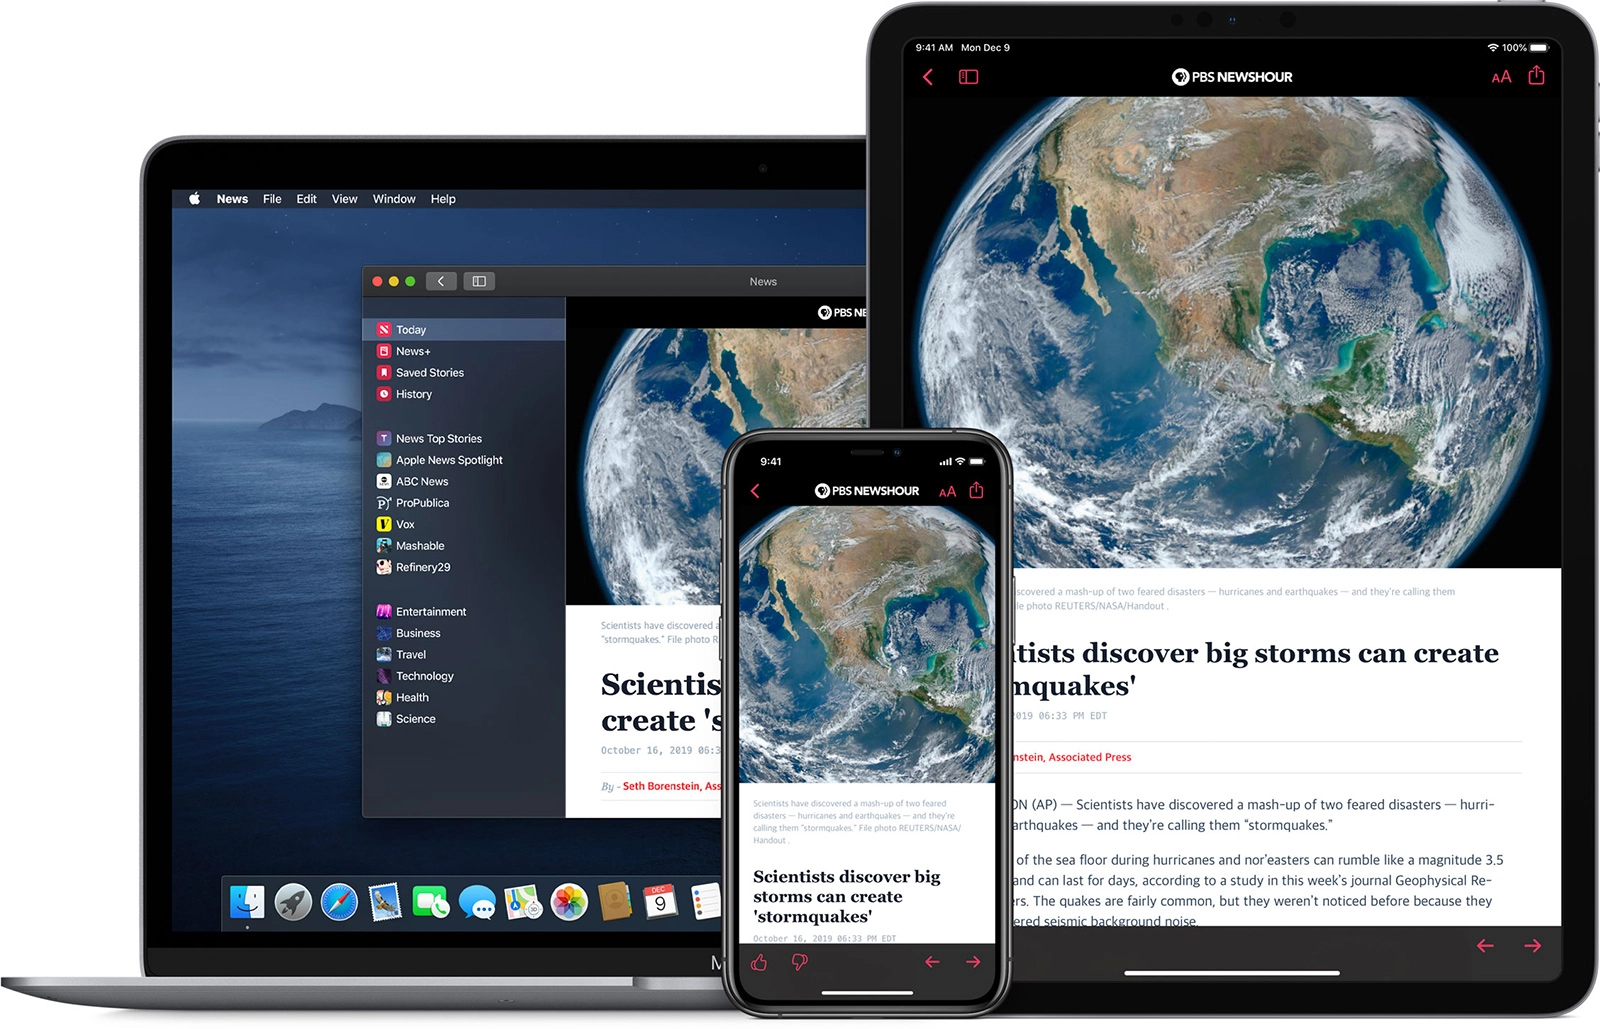 News File Edit View Window Help
News
PBS NE
Today
News+
Saved Stories
History
News Top Stories
Apple News Spotlight
ABC News
ProPublica
Vox
Mashable
Refinery29
Entertainment
Business
Travel
Technology
Health
Science
Scientists have discovered a
"stormquakes." File photo R
Scientis
create 's
October 16, 2019 06:3
By - Seth Borenstein, Ass
DEC
9
M
9:41
PBS NEWSHOUR AA
Scientists have discovered a mash-up of two feared
disasters — hurricanes and earthquakes — and they're
calling them "stormquakes." File photo REUTERS/NASA/
Handout .
Scientists discover big
storms can create
'stormquakes'
October 16, 2019 06:33 PM EDT
9:41 AM Mon Dec 9 100%
PBS NEWSHOUR AA
scovered a mash-up of two feared disasters — hurricanes and earthquakes — and they're calling them
ile photo REUTERS/NASA/Handout .
itists discover big storms can create
mquakes'
2019 06:33 PM EDT
nstein, Associated Press
ON (AP) — Scientists have discovered a mash-up of two feared disasters — hurri-
arthquakes — and they're calling them "stormquakes."
of the sea floor during hurricanes and nor'easters can rumble like a magnitude 3.5
and can last for days, according to a study in this week's journal Geophysical Re-
rs. The quakes are fairly common, but they weren't noticed before because they
ered seismic background noise.